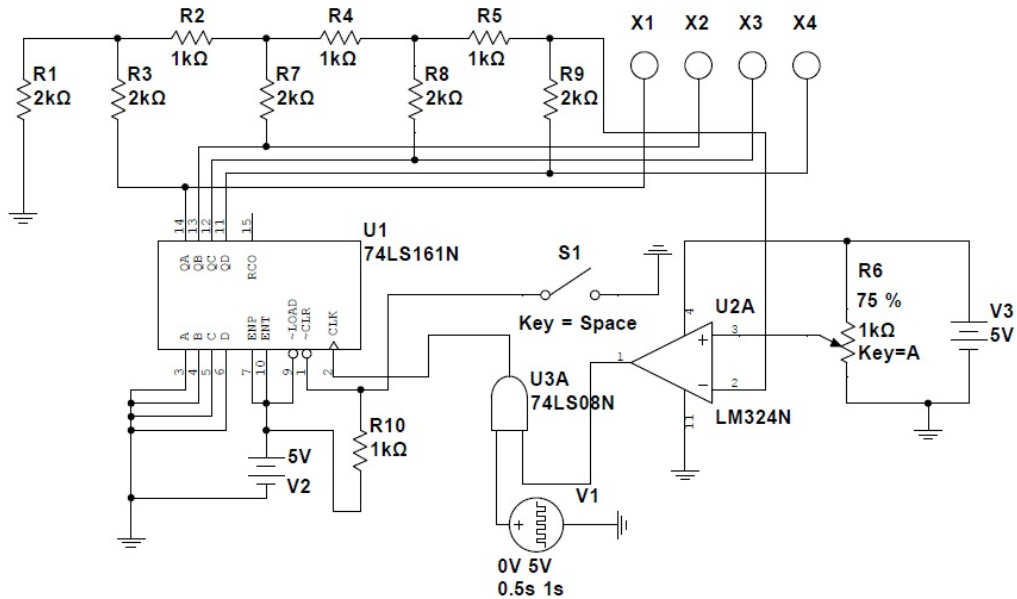 R2 R4 R5 X1 X2 X3 X4
1kΩ 1kΩ 1kΩ
R1 R3 R7 R8 R9
2kΩ 2kΩ 2kΩ 2kΩ 2kΩ
14 13 12 11 15
U1
74LS161N
QA QB QC QD RCO
A B C D ENP ENT ~LOAD ~CLR CLK
3 4 5 6 7 10 9 1 2
S1
Key = Space
R6
75 %
1kΩ
Key=A
V3
5V
U2A
4
3
+
1
−
2
11
LM324N
U3A
74LS08N
R10
1kΩ
5V
V2
V1
+
0V 5V
0.5s 1s